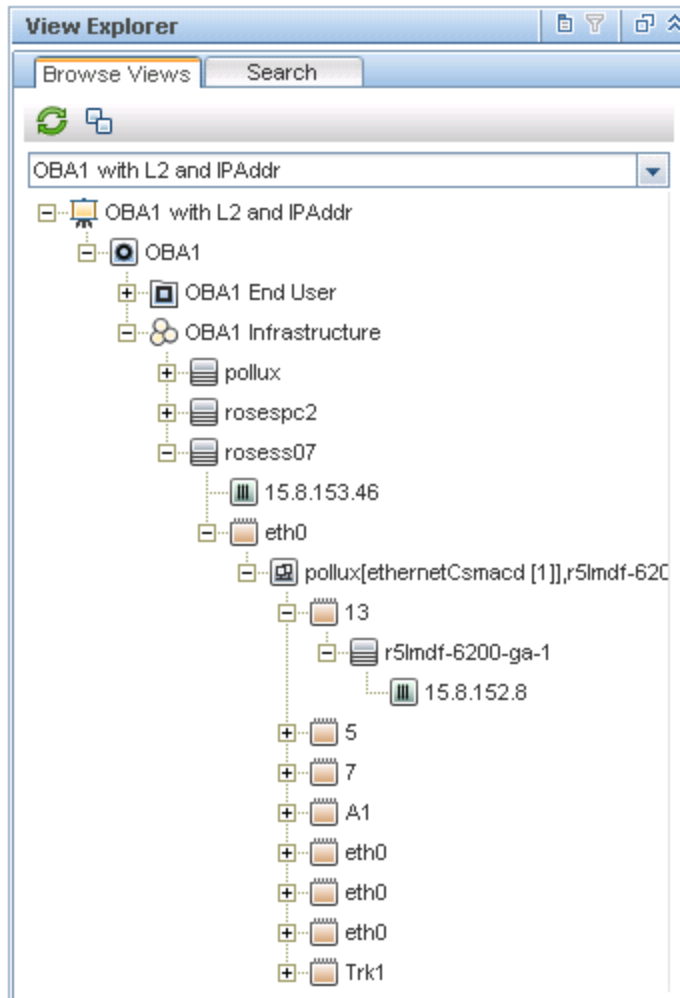 View Explorer
Browse Views Search
OBA1 with L2 and IPAddr
OBA1 with L2 and IPAddr
OBA1
OBA1 End User
OBA1 Infrastructure
pollux
rosespc2
rosess07
15.8.153.46
eth0
pollux[ethernetCsmacd [1]],r5lmdf-620
13
r5lmdf-6200-ga-1
15.8.152.8
5
7
A1
eth0
eth0
eth0
Trk1